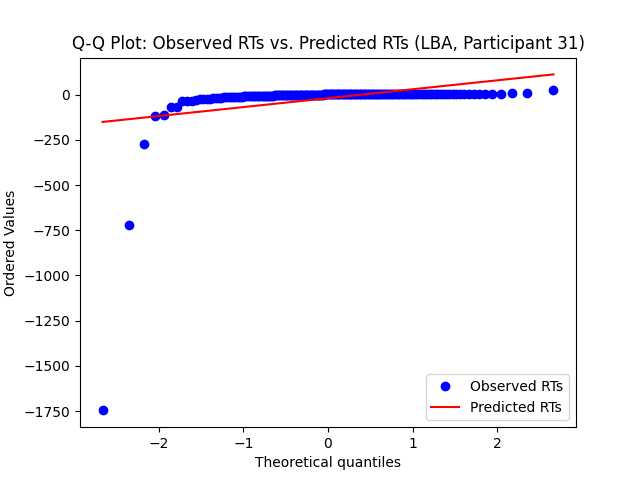 Q-Q Plot: Observed RTs vs. Predicted RTs (LBA, Participant 31)
Ordered Values
0
−250
−500
−750
−1000
−1250
−1500
−1750
Observed RTs
Predicted RTs
−2 −1 0 1 2
Theoretical quantiles